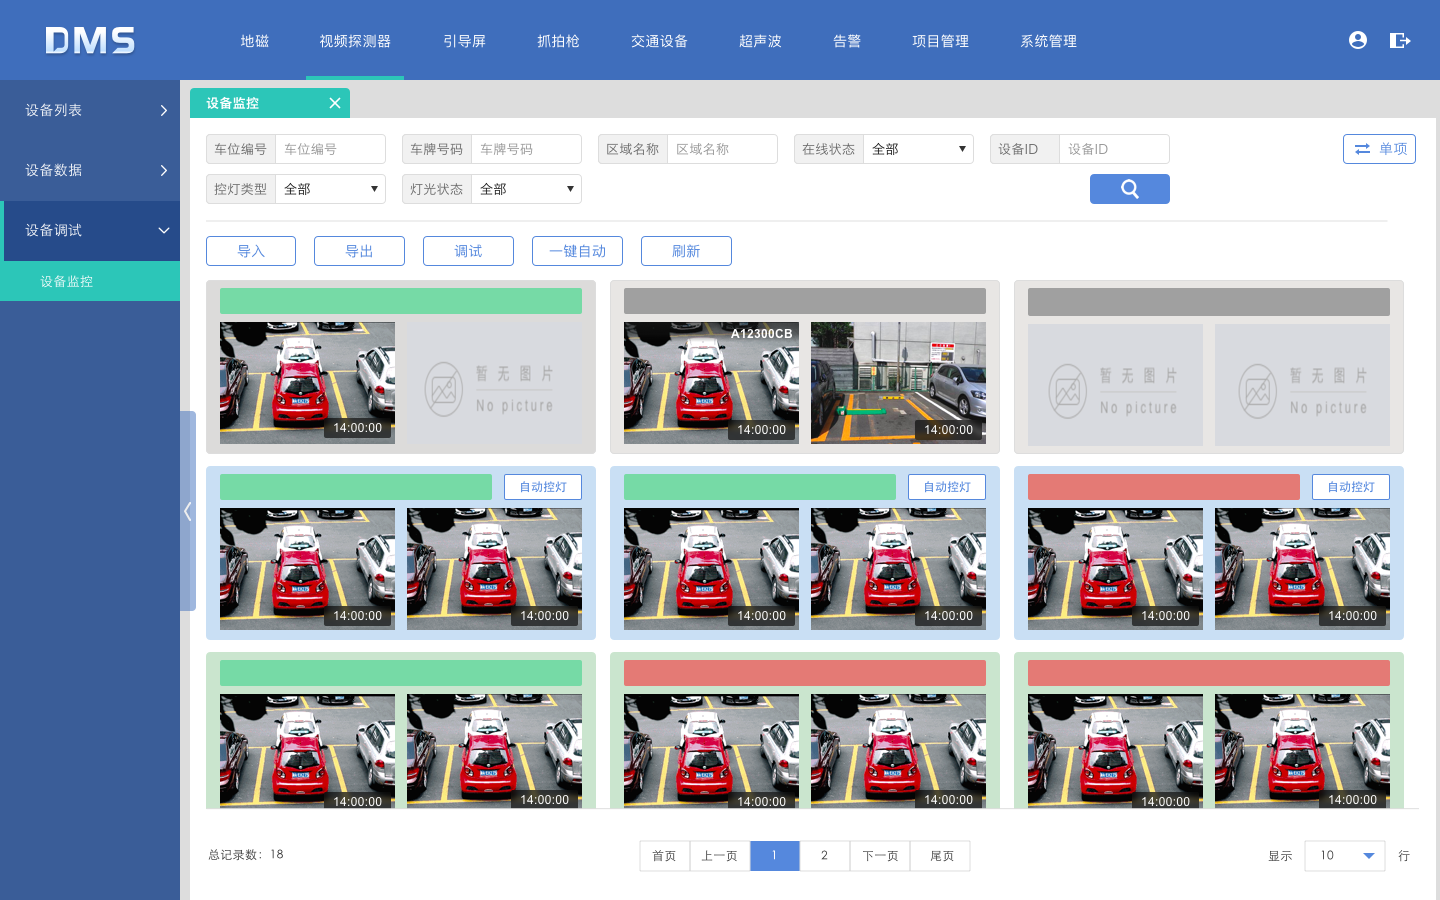 DMS
地磁
视频探测器
引导屏
抓拍枪
交通设备
超声波
告警
项目管理
系统管理
设备列表
设备数据
设备调试
设备监控
设备监控
车位编号 车位编号
车牌号码 车牌号码
区域名称 区域名称
在线状态 全部
设备ID 设备ID
单项
控灯类型 全部
灯光状态 全部
导入
导出
调试
一键自动
刷新
14:00:00
暂无图片
No picture
A12300CB
14:00:00
14:00:00
暂无图片
No picture
暂无图片
No picture
自动控灯
14:00:00
14:00:00
自动控灯
14:00:00
14:00:00
自动控灯
14:00:00
14:00:00
14:00:00
14:00:00
14:00:00
14:00:00
14:00:00
14:00:00
总记录数：18
首页
上一页
1
2
下一页
尾页
显示 10 行